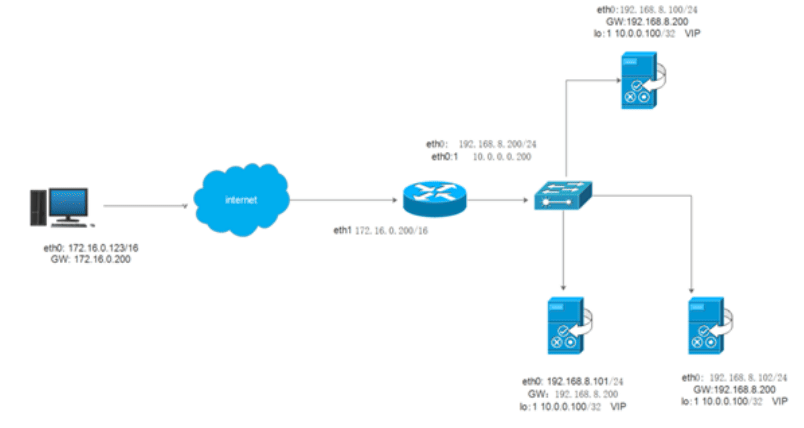 eth0:192.168.8.100/24
GW:192.168.8.200
lo:1 10.0.0.100/32 VIP
eth0: 192.168.8.200/24
eth0:1 10.0.0.0.200
internet
eth1 172.16.0.200/16
eth0: 172.16.0.123/16
GW: 172.16.0.200
eth0: 192.168.8.101/24
GW: 192.168.8.200
lo:1 10.0.0.100/32 VIP
eth0: 192.168.8.102/24
GW:192.168.8.200
lo:1 10.0.0.100/32 VIP